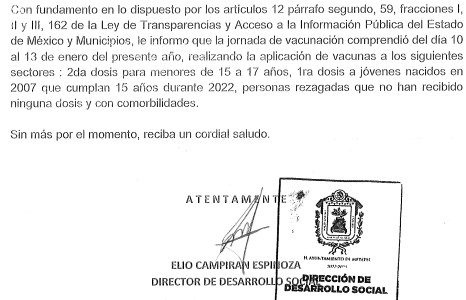 Con fundamento en lo dispuesto por los artículos 12 párrafo segundo, 59, fracciones I,
II y III, 162 de la Ley de Transparencias y Acceso a la Información Pública del Estado
de México y Municipios, le informo que la jornada de vacunación comprendió del día 10
al 13 de enero del presente año, realizando la aplicación de vacunas a los siguientes
sectores : 2da dosis para menores de 15 a 17 años, 1ra dosis a jóvenes nacidos en
2007 que cumplan 15 años durante 2022, personas rezagadas que no han recibido
ninguna dosis y con comorbilidades.
Sin más por el momento, reciba un cordial saludo.
ATENTAMENTE
ELIO CAMPIRAN ESPINOZA
DIRECTOR DE DESARROLLO SOCIAL
H. AYUNTAMIENTO DE METEPEC
DIRECCIÓN DE
DESARROLLO SOCIAL